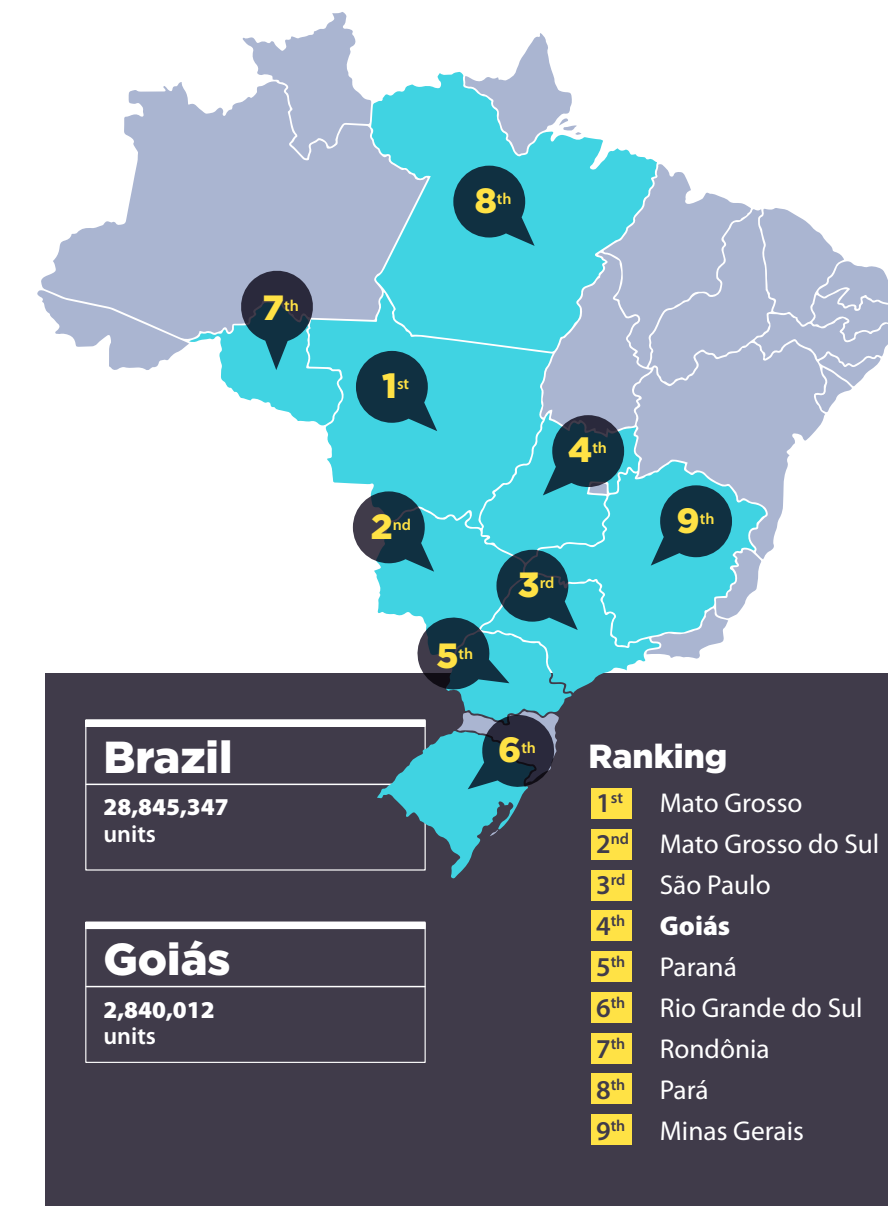 8th
7th
1st
4th
2nd
9th
3rd
5th
6th
Brazil
28,845,347
units
Goiás
2,840,012
units
Ranking
1st Mato Grosso
2nd Mato Grosso do Sul
3rd São Paulo
4th Goiás
5th Paraná
6th Rio Grande do Sul
7th Rondônia
8th Pará
9th Minas Gerais